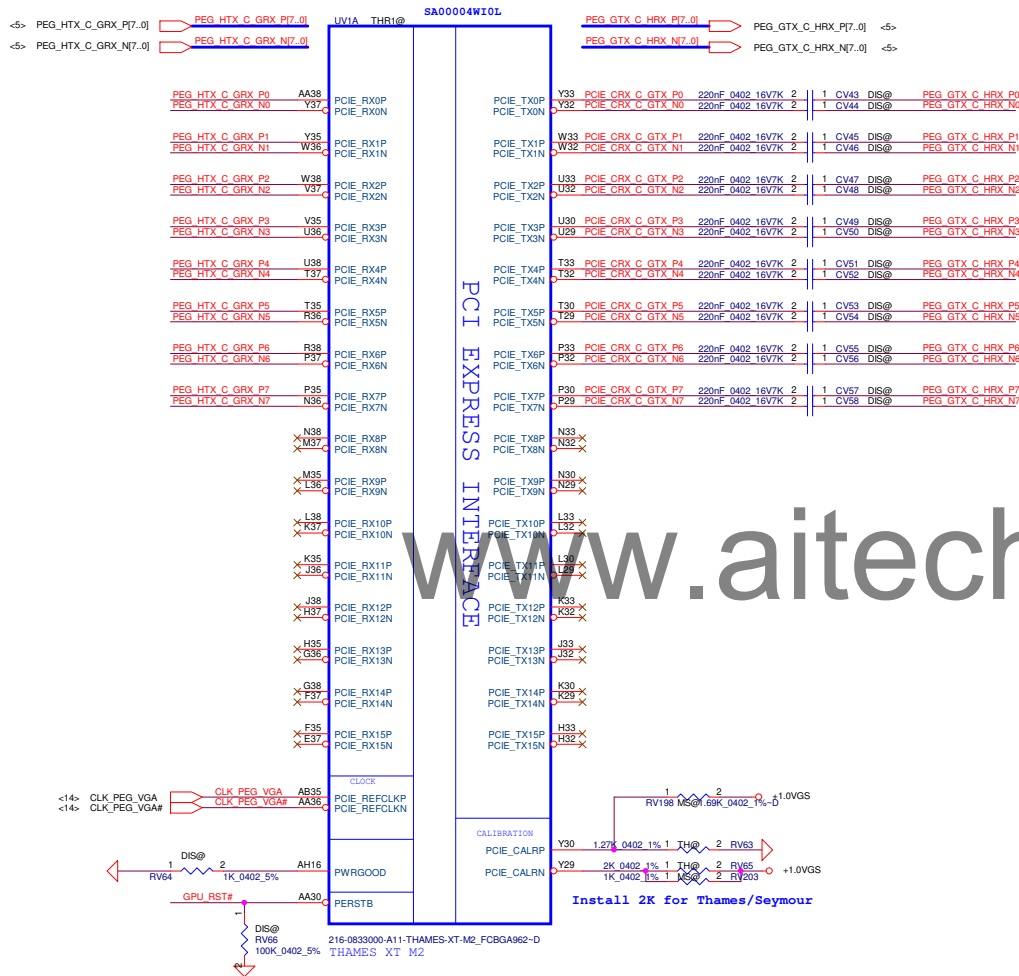 SA00004WI0L
UV1A THR1@
<5> PEG_HTX_C_GRX_P[7..0] PEG_HTX_C_GRX_P[7..0]
<5> PEG_HTX_C_GRX_N[7..0] PEG_HTX_C_GRX_N[7..0]
PEG_GTX_C_HRX_P[7..0] PEG_GTX_C_HRX_P[7..0] <5>
PEG_GTX_C_HRX_N[7..0] PEG_GTX_C_HRX_N[7..0] <5>
PEG_HTX_C_GRX_P0 AA38 PCIE_RX0P PCIE_TX0P Y33 PCIE_CRX_C_GTX_P0 220nF_0402_16V7K 2 1 CV43 DIS@ PEG_GTX_C_HRX_P0
PEG_HTX_C_GRX_N0 Y37 PCIE_RX0N PCIE_TX0N Y32 PCIE_CRX_C_GTX_N0 220nF_0402_16V7K 2 1 CV44 DIS@ PEG_GTX_C_HRX_N0
PEG_HTX_C_GRX_P1 Y35 PCIE_RX1P PCIE_TX1P W33 PCIE_CRX_C_GTX_P1 220nF_0402_16V7K 2 1 CV45 DIS@ PEG_GTX_C_HRX_P1
PEG_HTX_C_GRX_N1 W36 PCIE_RX1N PCIE_TX1N W32 PCIE_CRX_C_GTX_N1 220nF_0402_16V7K 2 1 CV46 DIS@ PEG_GTX_C_HRX_N1
PEG_HTX_C_GRX_P2 W38 PCIE_RX2P PCIE_TX2P U33 PCIE_CRX_C_GTX_P2 220nF_0402_16V7K 2 1 CV47 DIS@ PEG_GTX_C_HRX_P2
PEG_HTX_C_GRX_N2 V37 PCIE_RX2N PCIE_TX2N U32 PCIE_CRX_C_GTX_N2 220nF_0402_16V7K 2 1 CV48 DIS@ PEG_GTX_C_HRX_N2
PEG_HTX_C_GRX_P3 V35 PCIE_RX3P PCIE_TX3P U30 PCIE_CRX_C_GTX_P3 220nF_0402_16V7K 2 1 CV49 DIS@ PEG_GTX_C_HRX_P3
PEG_HTX_C_GRX_N3 U36 PCIE_RX3N PCIE_TX3N U29 PCIE_CRX_C_GTX_N3 220nF_0402_16V7K 2 1 CV50 DIS@ PEG_GTX_C_HRX_N3
PEG_HTX_C_GRX_P4 U38 PCIE_RX4P PCIE_TX4P T33 PCIE_CRX_C_GTX_P4 220nF_0402_16V7K 2 1 CV51 DIS@ PEG_GTX_C_HRX_P4
PEG_HTX_C_GRX_N4 T37 PCIE_RX4N PCIE_TX4N T32 PCIE_CRX_C_GTX_N4 220nF_0402_16V7K 2 1 CV52 DIS@ PEG_GTX_C_HRX_N4
PEG_HTX_C_GRX_P5 T35 PCIE_RX5P PCIE_TX5P T30 PCIE_CRX_C_GTX_P5 220nF_0402_16V7K 2 1 CV53 DIS@ PEG_GTX_C_HRX_P5
PEG_HTX_C_GRX_N5 R36 PCIE_RX5N PCIE_TX5N T29 PCIE_CRX_C_GTX_N5 220nF_0402_16V7K 2 1 CV54 DIS@ PEG_GTX_C_HRX_N5
PEG_HTX_C_GRX_P6 R38 PCIE_RX6P PCIE_TX6P P33 PCIE_CRX_C_GTX_P6 220nF_0402_16V7K 2 1 CV55 DIS@ PEG_GTX_C_HRX_P6
PEG_HTX_C_GRX_N6 P37 PCIE_RX6N PCIE_TX6N P32 PCIE_CRX_C_GTX_N6 220nF_0402_16V7K 2 1 CV56 DIS@ PEG_GTX_C_HRX_N6
PEG_HTX_C_GRX_P7 P35 PCIE_RX7P PCIE_TX7P P30 PCIE_CRX_C_GTX_P7 220nF_0402_16V7K 2 1 CV57 DIS@ PEG_GTX_C_HRX_P7
PEG_HTX_C_GRX_N7 N36 PCIE_RX7N PCIE_TX7N P29 PCIE_CRX_C_GTX_N7 220nF_0402_16V7K 2 1 CV58 DIS@ PEG_GTX_C_HRX_N7
PCI EXPRESS INTERFACE
N38 PCIE_RX8P PCIE_TX8P N33
M37 PCIE_RX8N PCIE_TX8N N32
M35 PCIE_RX9P PCIE_TX9P N30
L36 PCIE_RX9N PCIE_TX9N N29
L38 PCIE_RX10P PCIE_TX10P L33
K37 PCIE_RX10N PCIE_TX10N L32
K35 PCIE_RX11P PCIE_TX11P L30
J36 PCIE_RX11N PCIE_TX11N L29
www.aitech
J38 PCIE_RX12P PCIE_TX12P K33
H37 PCIE_RX12N PCIE_TX12N K32
H35 PCIE_RX13P PCIE_TX13P J33
G36 PCIE_RX13N PCIE_TX13N J32
G38 PCIE_RX14P PCIE_TX14P K30
F37 PCIE_RX14N PCIE_TX14N K29
F35 PCIE_RX15P PCIE_TX15P H33
E37 PCIE_RX15N PCIE_TX15N H32
CLOCK
<14> CLK_PEG_VGA CLK_PEG_VGA AB35 PCIE_REFCLKP
<14> CLK_PEG_VGA# CLK_PEG_VGA# AA36 PCIE_REFCLKN
1 2 +1.0VGS
RV198 MS@1.69K_0402_1%~D
CALIBRATION
PCIE_CALRP Y30 1.27K_0402_1% 1 TH@ 2 RV63
PCIE_CALRN Y29 2K_0402_1% 1 TH@ 2 RV65 +1.0VGS
1K_0402_1% 1 MS@ 2 RV203
Install 2K for Thames/Seymour
DIS@
1 2 AH16 PWRGOOD
RV64 1K_0402_5%
GPU_RST# AA30 PERSTB
1
DIS@
RV66
100K_0402_5%
2
216-0833000-A11-THAMES-XT-M2_FCBGA962~D
THAMES XT M2